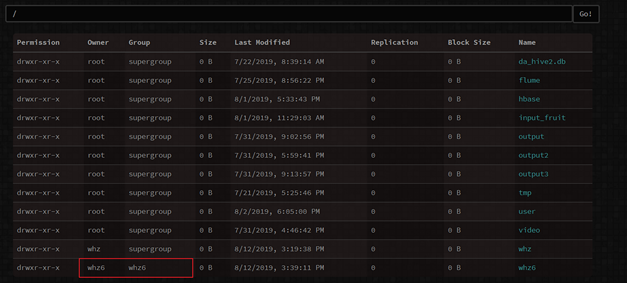 / Go!
Permission Owner Group Size Last Modified Replication Block Size Name
drwxr-xr-x root supergroup 0 B 7/22/2019, 8:39:14 AM 0 0 B da_hive2.db
drwxr-xr-x root supergroup 0 B 7/25/2019, 8:56:22 PM 0 0 B flume
drwxr-xr-x root supergroup 0 B 8/1/2019, 5:33:43 PM 0 0 B hbase
drwxr-xr-x root supergroup 0 B 8/1/2019, 11:29:03 AM 0 0 B input_fruit
drwxr-xr-x root supergroup 0 B 7/31/2019, 9:02:56 PM 0 0 B output
drwxr-xr-x root supergroup 0 B 7/31/2019, 5:59:41 PM 0 0 B output2
drwxr-xr-x root supergroup 0 B 7/31/2019, 9:13:57 PM 0 0 B output3
drwxr-xr-x root supergroup 0 B 7/21/2019, 5:25:46 PM 0 0 B tmp
drwxr-xr-x root supergroup 0 B 8/2/2019, 6:05:00 PM 0 0 B user
drwxr-xr-x root supergroup 0 B 7/31/2019, 4:46:42 PM 0 0 B video
drwxr-xr-x whz supergroup 0 B 8/12/2019, 3:19:38 PM 0 0 B whz
drwxr-xr-x whz6 whz6 0 B 8/12/2019, 3:39:11 PM 0 0 B whz6